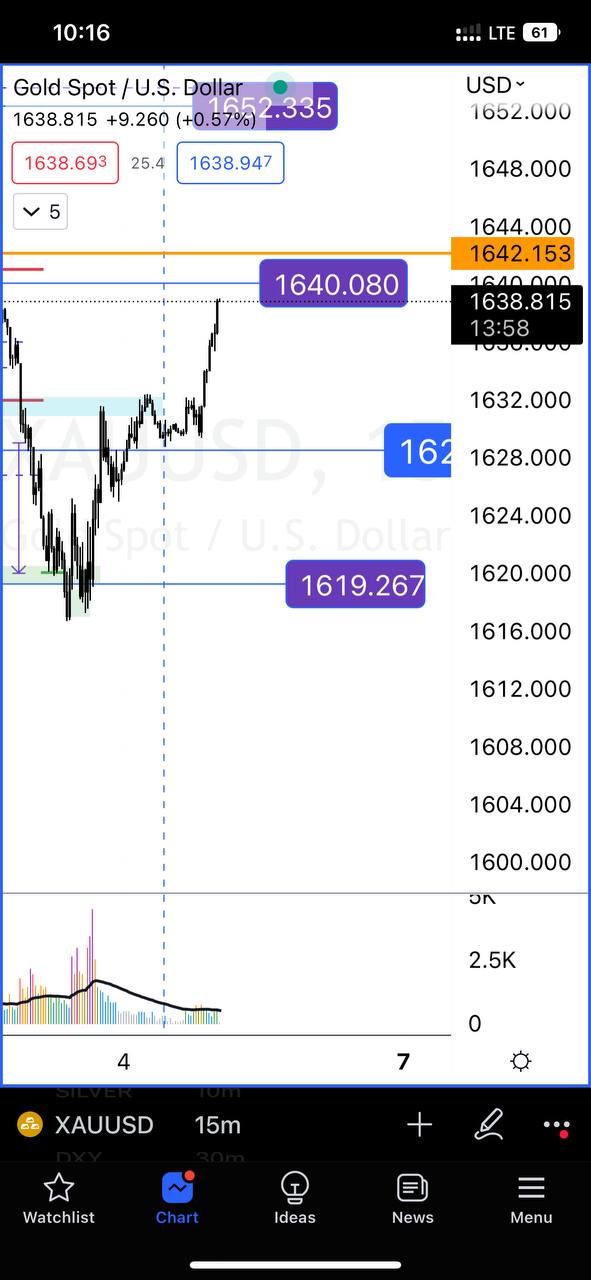 10:16
LTE 61
Gold Spot / U.S. Dollar
USD
1652.335
1652.000
1638.815 +9.260 (+0.57%)
1638.693 25.4 1638.947
1648.000
5
1644.000
1642.153
1640.080
1640.000
1638.815
13:58
1636.000
1632.000
XAUUSD, 15
162
1628.000
1624.000
Gold Spot / U.S. Dollar
1620.000
1619.267
1616.000
1612.000
1608.000
1604.000
1600.000
5K
2.5K
0
4 7
SILVER 10m
XAUUSD 15m
DXY 30m
Watchlist Chart Ideas News Menu